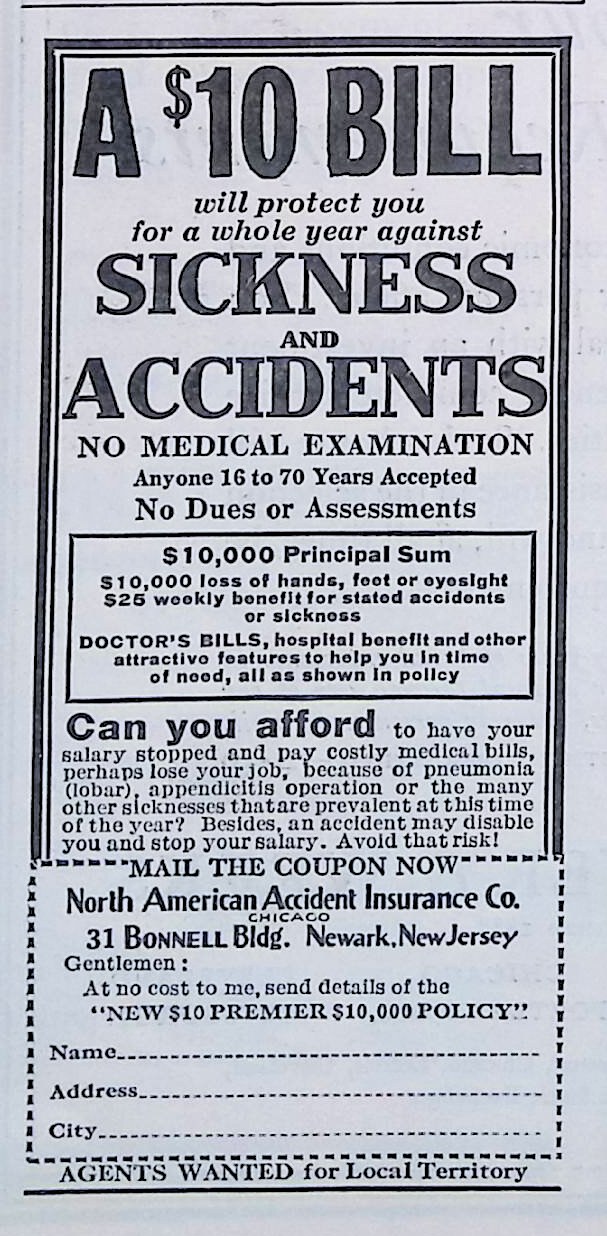 A $10 BILL
will protect you
for a whole year against
SICKNESS
AND
ACCIDENTS
NO MEDICAL EXAMINATION
Anyone 16 to 70 Years Accepted
No Dues or Assessments
$10,000 Principal Sum
$10,000 loss of hands, feet or eyesight
$25 weekly benefit for stated accidents
or sickness
DOCTOR'S BILLS, hospital benefit and other
attractive features to help you in time
of need, all as shown in policy
Can you afford to have your
salary stopped and pay costly medical bills,
perhaps lose your job, because of pneumonia
(lobar), appendicitis operation or the many
other sicknesses that are prevalent at this time
of the year? Besides, an accident may disable
you and stop your salary. Avoid that risk!
MAIL THE COUPON NOW
North American Accident Insurance Co.
CHICAGO
31 BONNELL Bldg. Newark, New Jersey
Gentlemen:
At no cost to me, send details of the
"NEW $10 PREMIER $10,000 POLICY"!
Name
Address
City
AGENTS WANTED for Local Territory